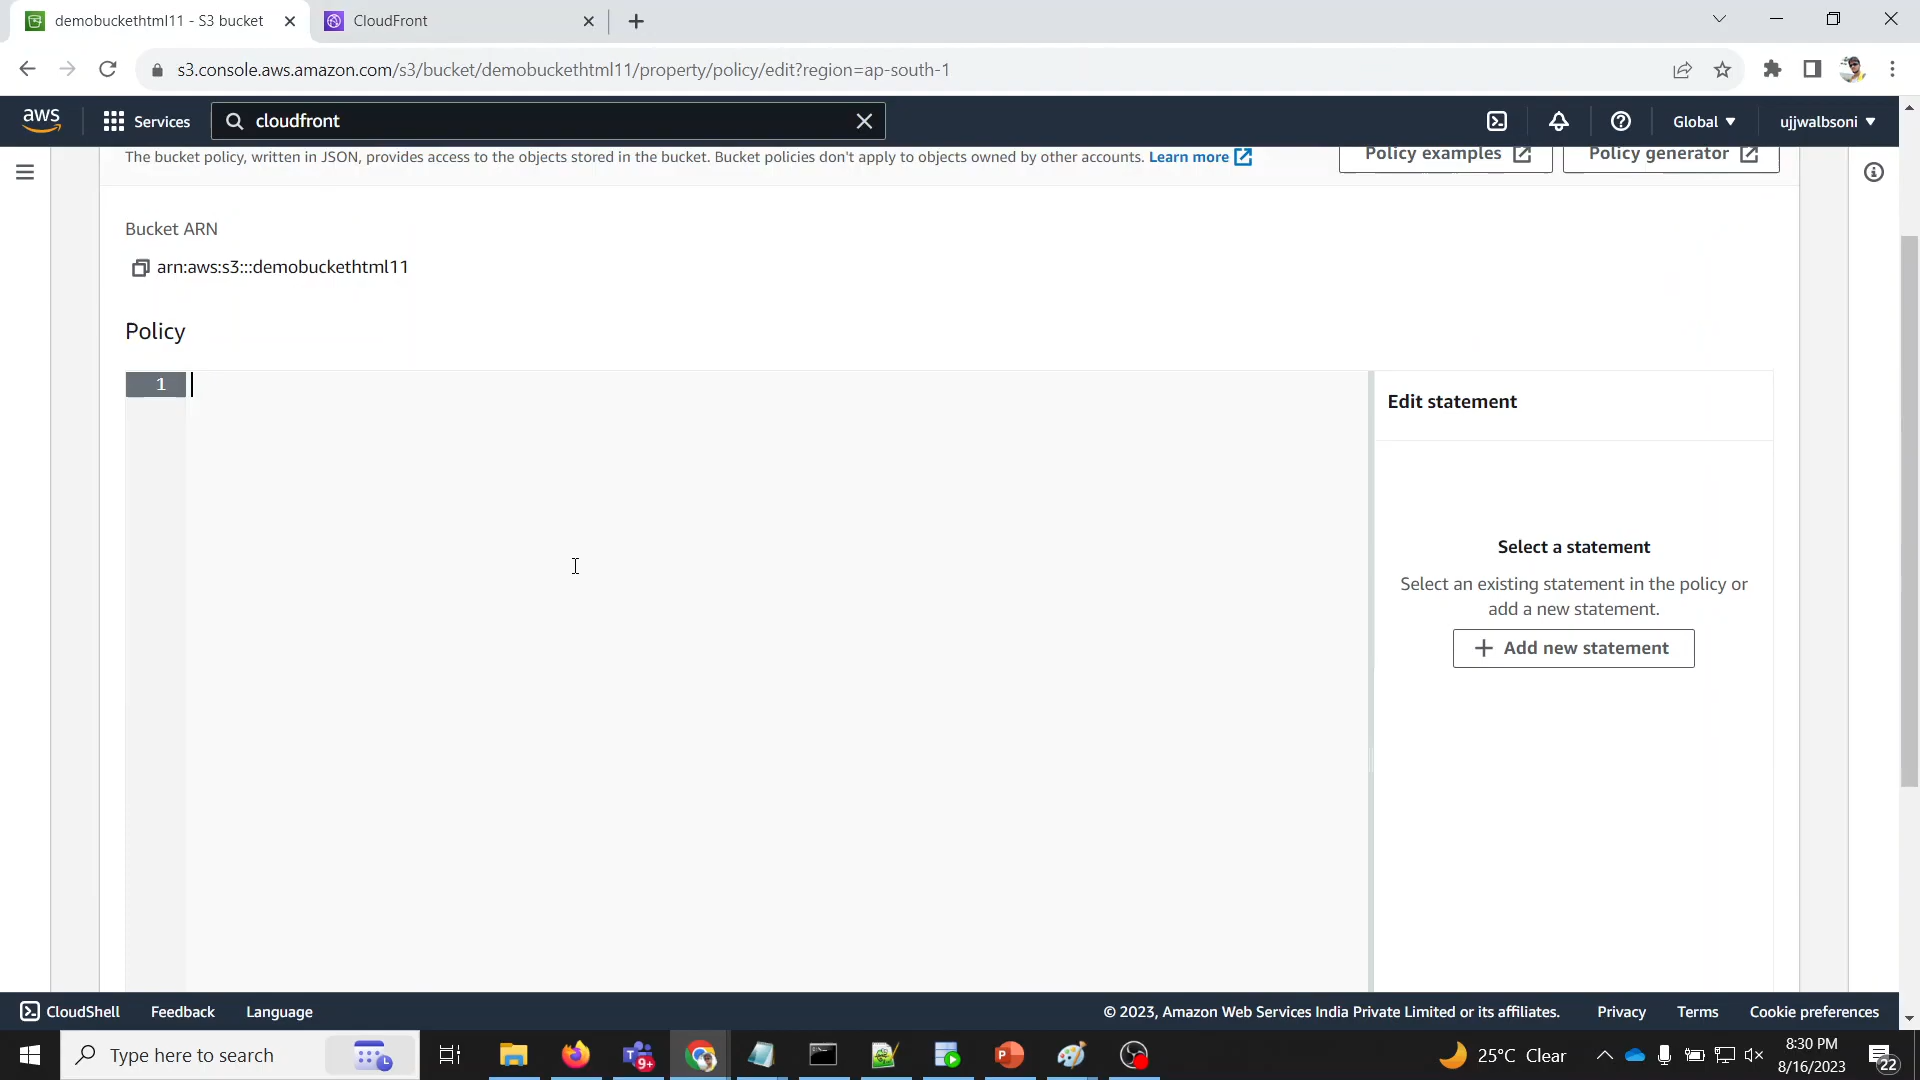 demobuckethtml11 - S3 bucket
CloudFront
s3.console.aws.amazon.com/s3/bucket/demobuckethtml11/property/policy/edit?region=ap-south-1
aws
Services
cloudfront
Global
ujjwalbsoni
The bucket policy, written in JSON, provides access to the objects stored in the bucket. Bucket policies don't apply to objects owned by other accounts. Learn more
Policy examples
Policy generator
Bucket ARN
arn:aws:s3:::demobuckethtml11
Policy
1
Edit statement
Select a statement
Select an existing statement in the policy or
add a new statement.
Add new statement
CloudShell
Feedback
Language
© 2023, Amazon Web Services India Private Limited or its affiliates.
Privacy
Terms
Cookie preferences
Type here to search
9+
25°C Clear
8:30 PM
8/16/2023
22